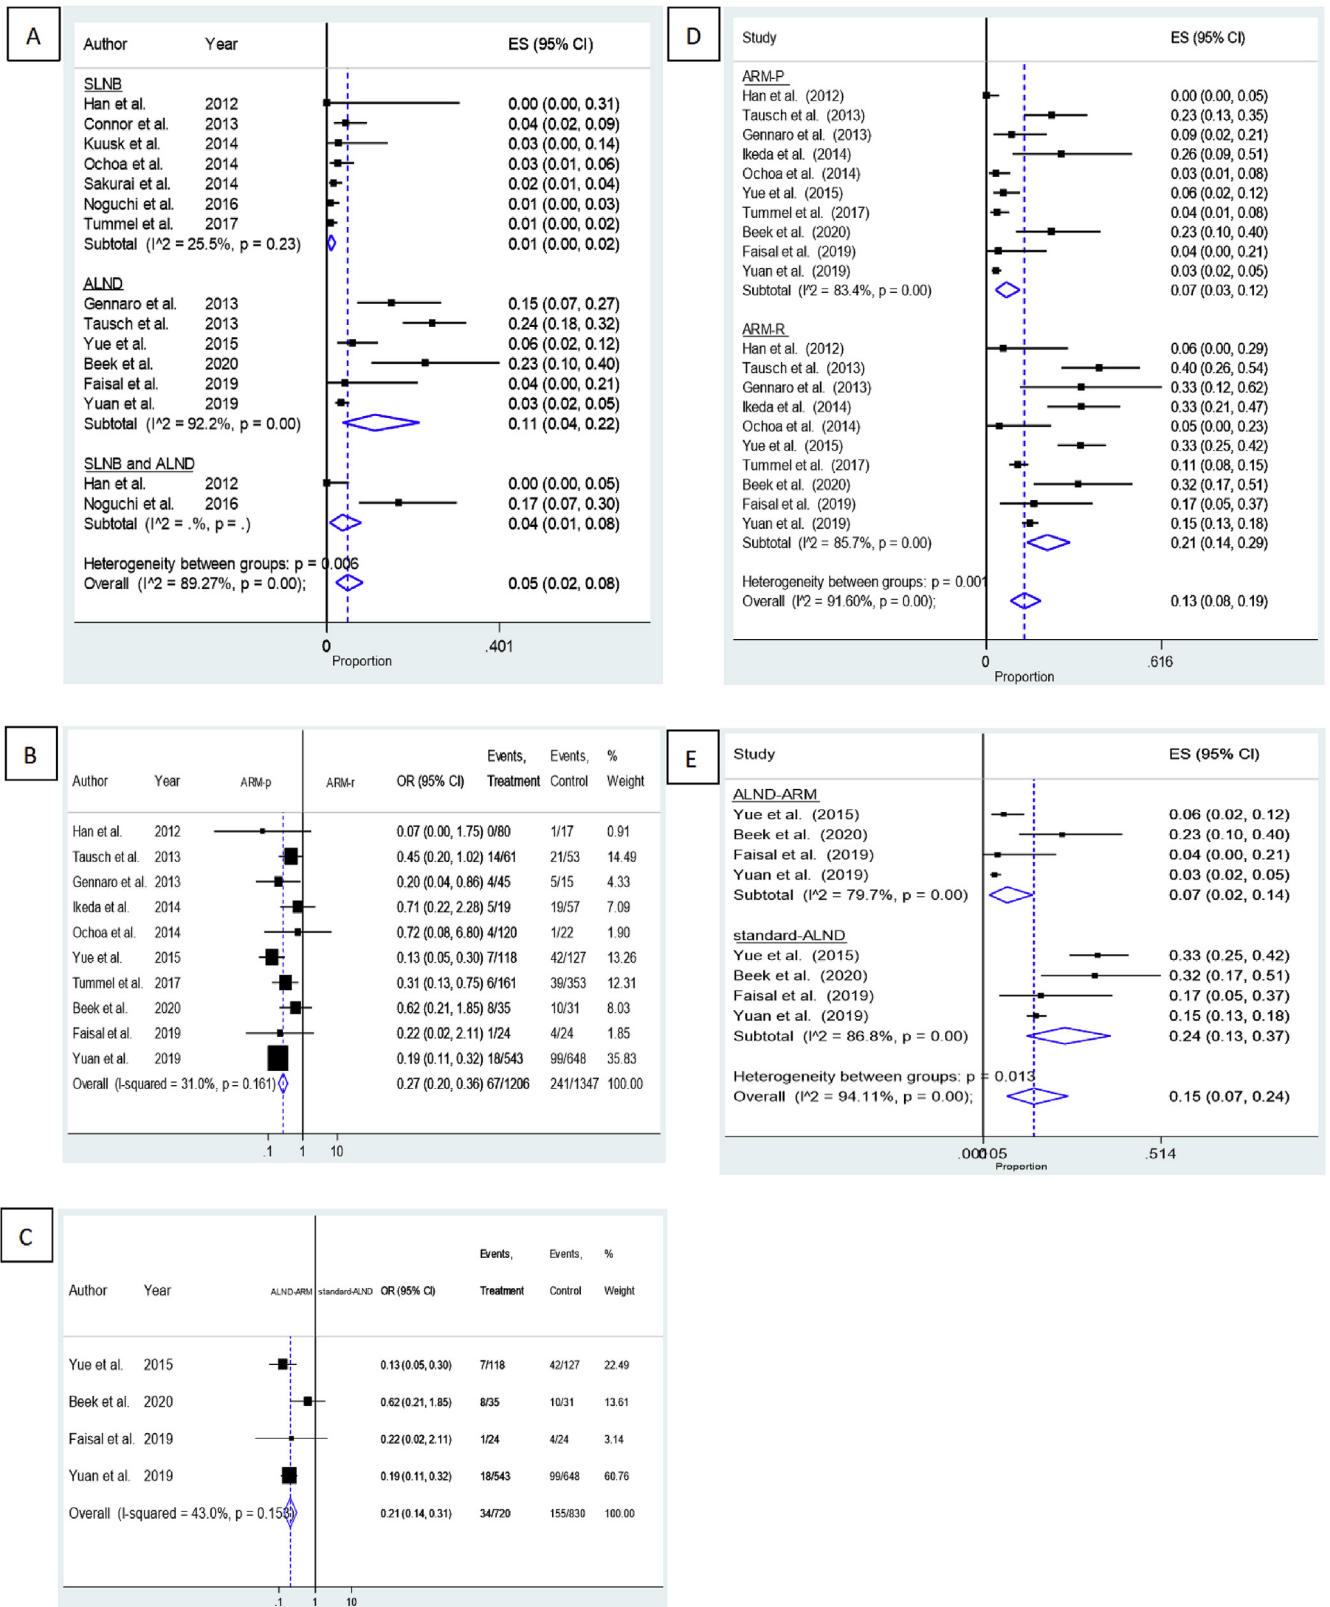 A
Author Year ES (95% CI)
SLNB
Han et al. 2012 0.00 (0.00, 0.31)
Connor et al. 2013 0.04 (0.02, 0.09)
Kuusk et al. 2014 0.03 (0.00, 0.14)
Ochoa et al. 2014 0.03 (0.01, 0.06)
Sakurai et al. 2014 0.02 (0.01, 0.04)
Noguchi et al. 2016 0.01 (0.00, 0.03)
Tummel et al. 2017 0.01 (0.00, 0.02)
Subtotal (I^2 = 25.5%, p = 0.23) 0.01 (0.00, 0.02)
ALND
Gennaro et al. 2013 0.15 (0.07, 0.27)
Tausch et al. 2013 0.24 (0.18, 0.32)
Yue et al. 2015 0.06 (0.02, 0.12)
Beek et al. 2020 0.23 (0.10, 0.40)
Faisal et al. 2019 0.04 (0.00, 0.21)
Yuan et al. 2019 0.03 (0.02, 0.05)
Subtotal (I^2 = 92.2%, p = 0.00) 0.11 (0.04, 0.22)
SLNB and ALND
Han et al. 2012 0.00 (0.00, 0.05)
Noguchi et al. 2016 0.17 (0.07, 0.30)
Subtotal (I^2 = .%, p = .) 0.04 (0.01, 0.08)
Heterogeneity between groups: p = 0.006
Overall (I^2 = 89.27%, p = 0.00); 0.05 (0.02, 0.08)
0 .401
Proportion
D
Study ES (95% CI)
ARM-P
Han et al. (2012) 0.00 (0.00, 0.05)
Tausch et al. (2013) 0.23 (0.13, 0.35)
Gennaro et al. (2013) 0.09 (0.02, 0.21)
Ikeda et al. (2014) 0.26 (0.09, 0.51)
Ochoa et al. (2014) 0.03 (0.01, 0.08)
Yue et al. (2015) 0.06 (0.02, 0.12)
Tummel et al. (2017) 0.04 (0.01, 0.08)
Beek et al. (2020) 0.23 (0.10, 0.40)
Faisal et al. (2019) 0.04 (0.00, 0.21)
Yuan et al. (2019) 0.03 (0.02, 0.05)
Subtotal (I^2 = 83.4%, p = 0.00) 0.07 (0.03, 0.12)
ARM-R
Han et al. (2012) 0.06 (0.00, 0.29)
Tausch et al. (2013) 0.40 (0.26, 0.54)
Gennaro et al. (2013) 0.33 (0.12, 0.62)
Ikeda et al. (2014) 0.33 (0.21, 0.47)
Ochoa et al. (2014) 0.05 (0.00, 0.23)
Yue et al. (2015) 0.33 (0.25, 0.42)
Tummel et al. (2017) 0.11 (0.08, 0.15)
Beek et al. (2020) 0.32 (0.17, 0.51)
Faisal et al. (2019) 0.17 (0.05, 0.37)
Yuan et al. (2019) 0.15 (0.13, 0.18)
Subtotal (I^2 = 85.7%, p = 0.00) 0.21 (0.14, 0.29)
Heterogeneity between groups: p = 0.001
Overall (I^2 = 91.60%, p = 0.00); 0.13 (0.08, 0.19)
0 .616
Proportion
B
Events, Events, %
Author Year ARM-p ARM-r OR (95% CI) Treatment Control Weight
Han et al. 2012 0.07 (0.00, 1.75) 0/80 1/17 0.91
Tausch et al. 2013 0.45 (0.20, 1.02) 14/61 21/53 14.49
Gennaro et al. 2013 0.20 (0.04, 0.86) 4/45 5/15 4.33
Ikeda et al. 2014 0.71 (0.22, 2.28) 5/19 19/57 7.09
Ochoa et al. 2014 0.72 (0.08, 6.80) 4/120 1/22 1.90
Yue et al. 2015 0.13 (0.05, 0.30) 7/118 42/127 13.26
Tummel et al. 2017 0.31 (0.13, 0.75) 6/161 39/353 12.31
Beek et al. 2020 0.62 (0.21, 1.85) 8/35 10/31 8.03
Faisal et al. 2019 0.22 (0.02, 2.11) 1/24 4/24 1.85
Yuan et al. 2019 0.19 (0.11, 0.32) 18/543 99/648 35.83
Overall (I-squared = 31.0%, p = 0.161) 0.27 (0.20, 0.36) 67/1206 241/1347 100.00
.1 1 10
E
Study ES (95% CI)
ALND-ARM
Yue et al. (2015) 0.06 (0.02, 0.12)
Beek et al. (2020) 0.23 (0.10, 0.40)
Faisal et al. (2019) 0.04 (0.00, 0.21)
Yuan et al. (2019) 0.03 (0.02, 0.05)
Subtotal (I^2 = 79.7%, p = 0.00) 0.07 (0.02, 0.14)
standard-ALND
Yue et al. (2015) 0.33 (0.25, 0.42)
Beek et al. (2020) 0.32 (0.17, 0.51)
Faisal et al. (2019) 0.17 (0.05, 0.37)
Yuan et al. (2019) 0.15 (0.13, 0.18)
Subtotal (I^2 = 86.8%, p = 0.00) 0.24 (0.13, 0.37)
Heterogeneity between groups: p = 0.013
Overall (I^2 = 94.11%, p = 0.00); 0.15 (0.07, 0.24)
.514
Proportion
C
Events, Events, %
Author Year ALND-ARM standard-ALND OR (95% CI) Treatment Control Weight
Yue et al. 2015 0.13 (0.05, 0.30) 7/118 42/127 22.49
Beek et al. 2020 0.62 (0.21, 1.85) 8/35 10/31 13.61
Faisal et al. 2019 0.22 (0.02, 2.11) 1/24 4/24 3.14
Yuan et al. 2019 0.19 (0.11, 0.32) 18/543 99/648 60.76
Overall (I-squared = 43.0%, p = 0.153) 0.21 (0.14, 0.31) 34/720 155/830 100.00
.1 1 10